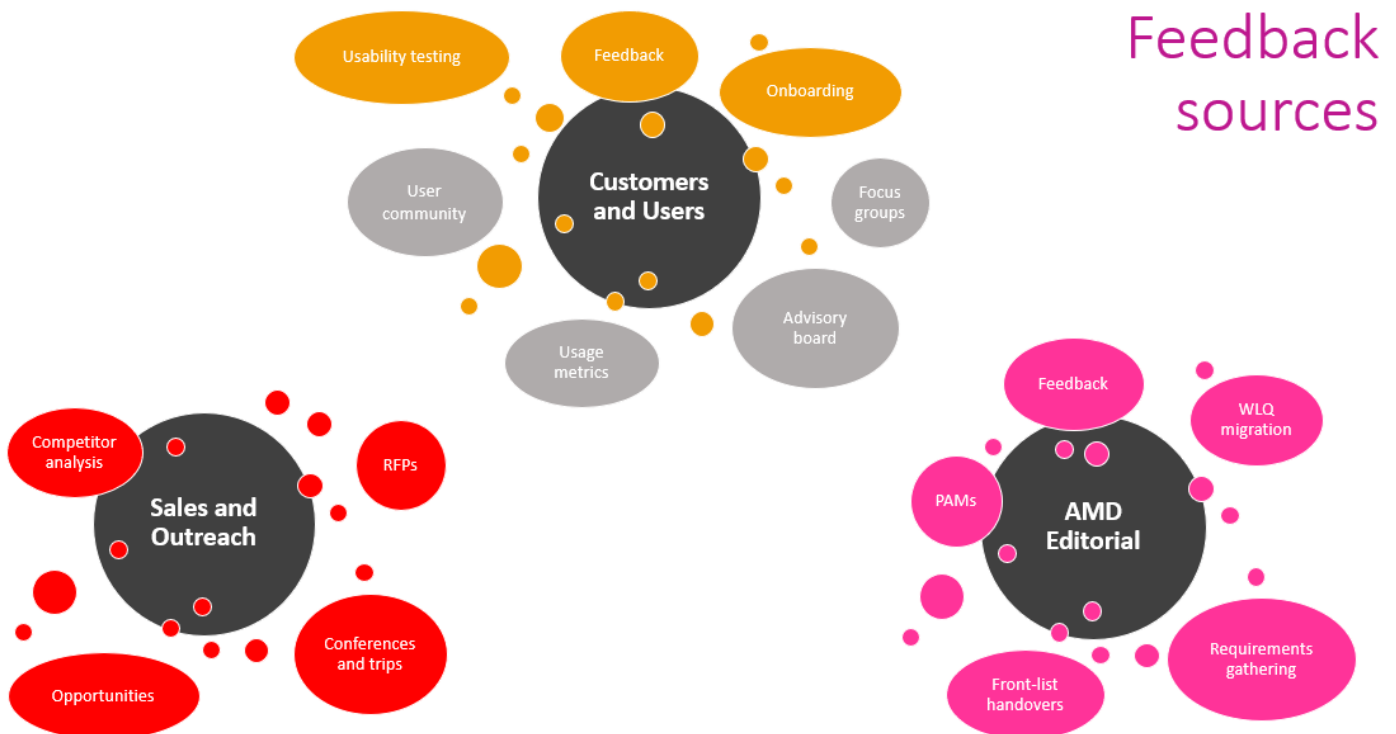 Feedback
sources
Usability testing
Feedback
Onboarding
Customers
and Users
User
community
Focus
groups
Usage
metrics
Advisory
board
Competitor
analysis
Sales and
Outreach
RFPs
Conferences
and trips
Opportunities
Feedback
WLQ
migration
PAMs
AMD
Editorial
Requirements
gathering
Front-list
handovers